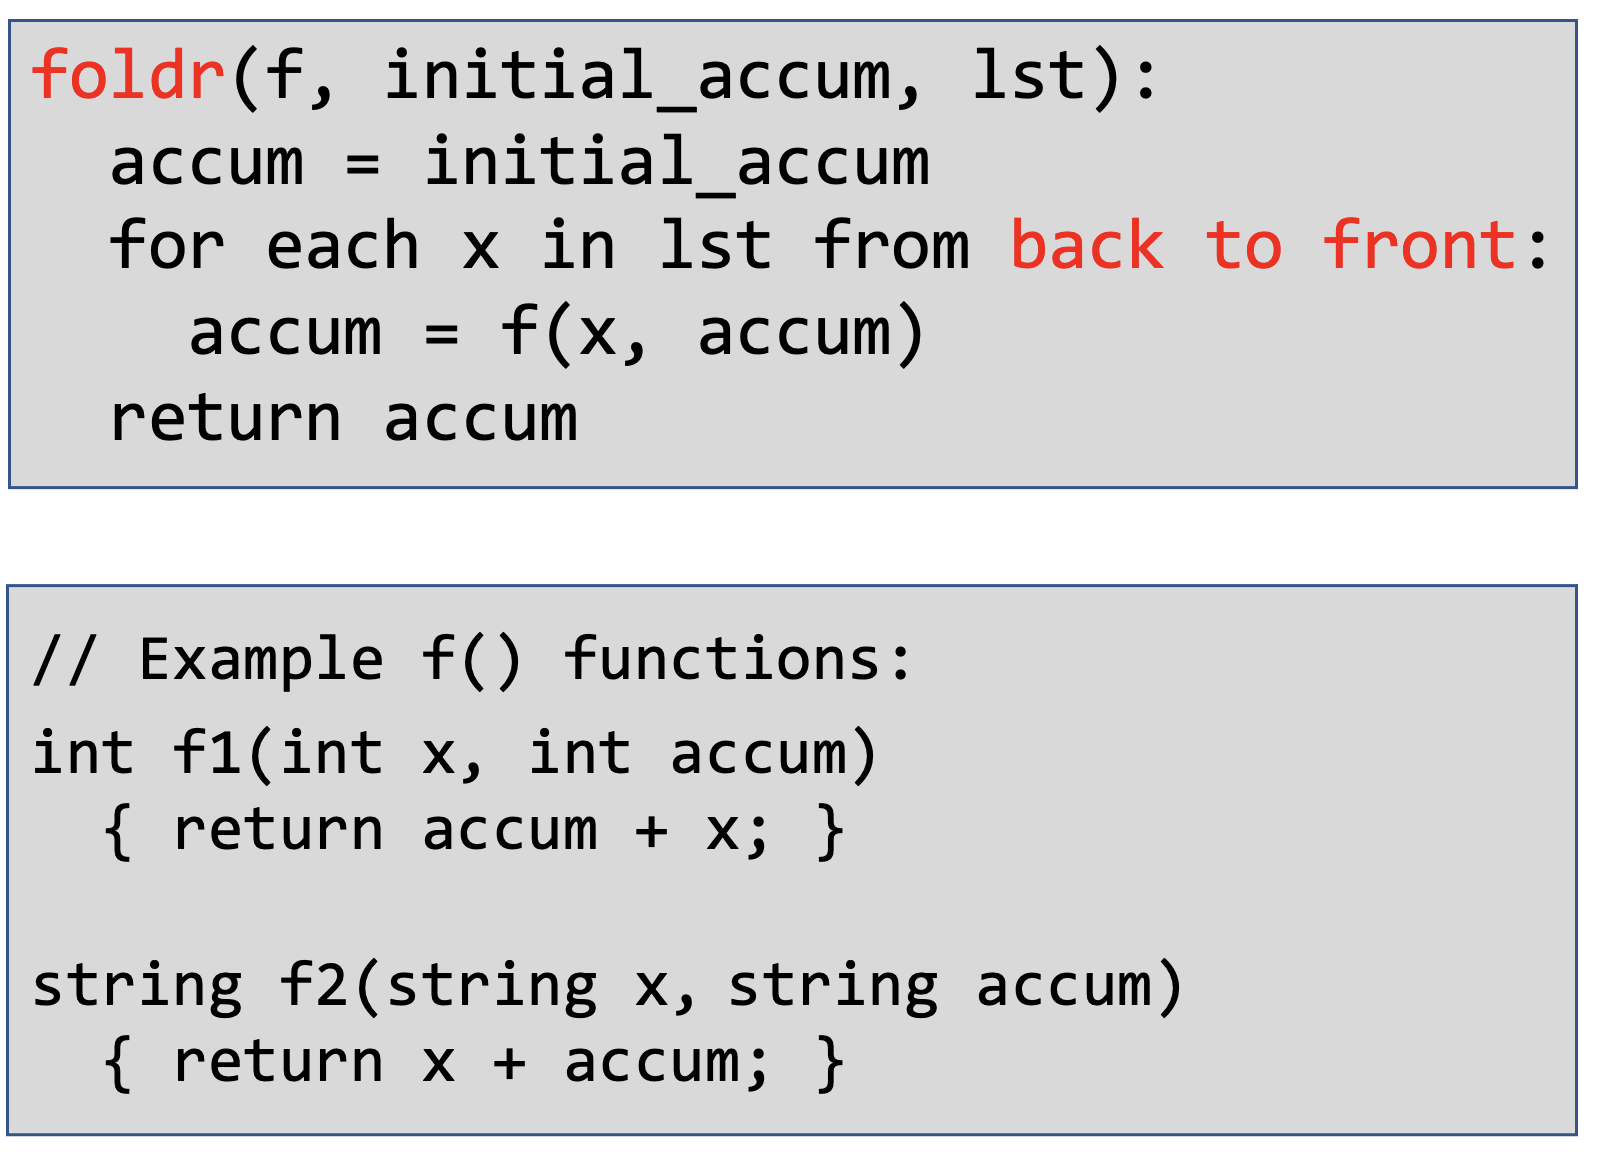 foldr(f, initial_accum, lst):
  accum = initial_accum
  for each x in lst from back to front:
    accum = f(x, accum)
  return accum
// Example f() functions:
int f1(int x, int accum)
  { return accum + x; }
string f2(string x, string accum)
  { return x + accum; }